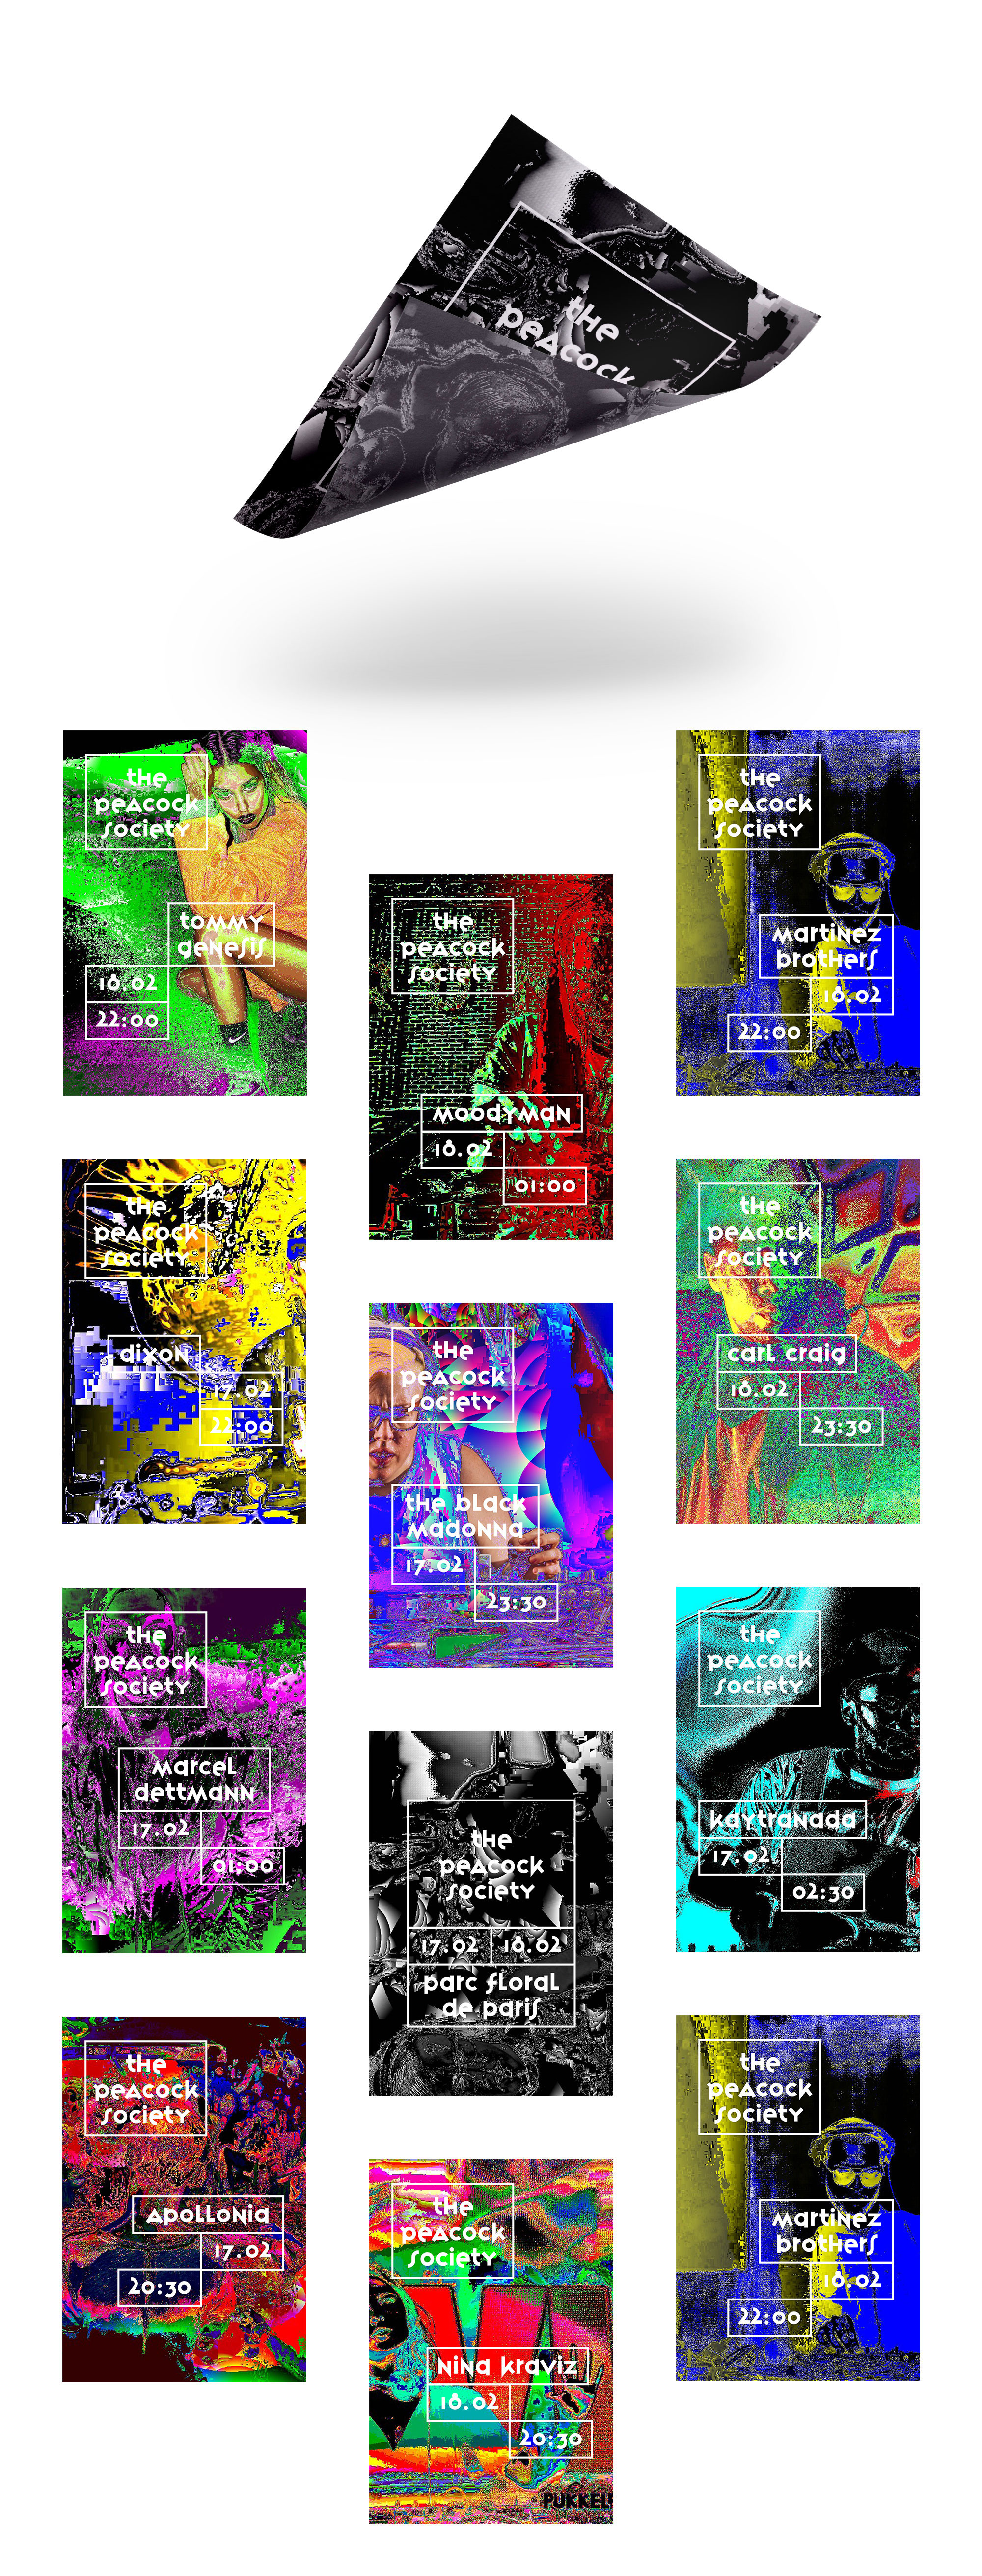 the
peacock
the
peacock
society
tommy
genesis
18.02
22:00
the
peacock
society
moodyman
18.02
01:00
the
peacock
society
martinez
brothers
18.02
22:00
the
peacock
society
dixon
17.02
22:00
the
peacock
society
the black
madonna
17.02
23:30
the
peacock
society
carl craig
18.02
23:30
the
peacock
society
marcel
dettmann
17.02
01:00
the
peacock
society
17.02 18.02
parc floral
de paris
the
peacock
society
kaytranada
17.02
02:30
the
peacock
society
apollonia
17.02
20:30
the
peacock
society
nina kraviz
18.02
20:30
PUKKEL
the
peacock
society
martinez
brothers
18.02
22:00